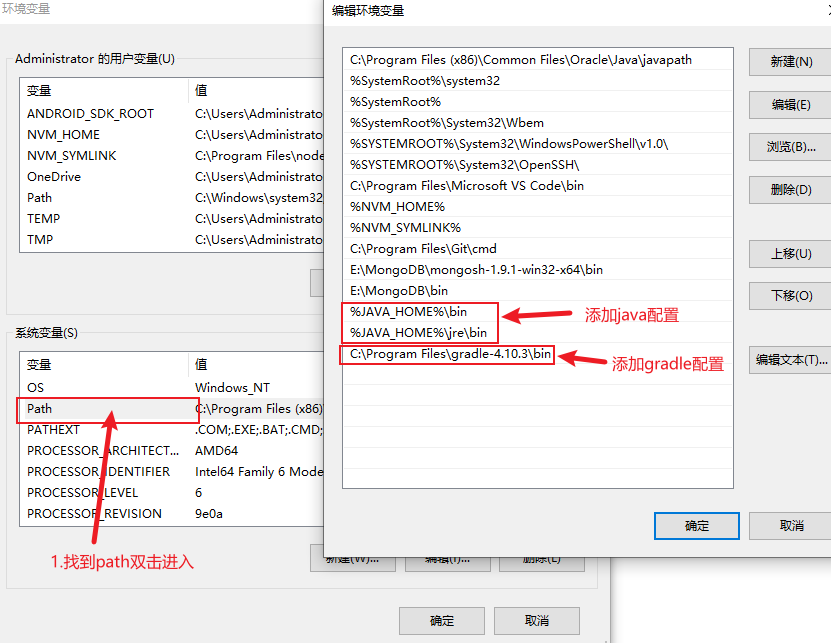 环境变量
Administrator 的用户变量(U)
变量 值
ANDROID_SDK_ROOT C:\Users\Administrato
NVM_HOME C:\Users\Administrato
NVM_SYMLINK C:\Program Files\node
OneDrive C:\Users\Administrato
Path C:\Windows\system32
TEMP C:\Users\Administrato
TMP C:\Users\Administrato
系统变量(S)
变量 值
OS Windows_NT
Path C:\Program Files (x86)
PATHEXT .COM;.EXE;.BAT;.CMD;
PROCESSOR_ARCHITECT... AMD64
PROCESSOR_IDENTIFIER Intel64 Family 6 Mode
PROCESSOR_LEVEL 6
PROCESSOR_REVISION 9e0a
1.找到path双击进入
新建(W)... 编辑(I)... 删除(L)
确定 取消
编辑环境变量
C:\Program Files (x86)\Common Files\Oracle\Java\javapath
%SystemRoot%\system32
%SystemRoot%
%SystemRoot%\System32\Wbem
%SYSTEMROOT%\System32\WindowsPowerShell\v1.0\
%SYSTEMROOT%\System32\OpenSSH\
C:\Program Files\Microsoft VS Code\bin
%NVM_HOME%
%NVM_SYMLINK%
C:\Program Files\Git\cmd
E:\MongoDB\mongosh-1.9.1-win32-x64\bin
E:\MongoDB\bin
%JAVA_HOME%\bin
%JAVA_HOME%\jre\bin
C:\Program Files\gradle-4.10.3\bin
添加java配置
添加gradle配置
新建(N)
编辑(E)
浏览(B)...
删除(D)
上移(U)
下移(O)
编辑文本(T)...
确定 取消